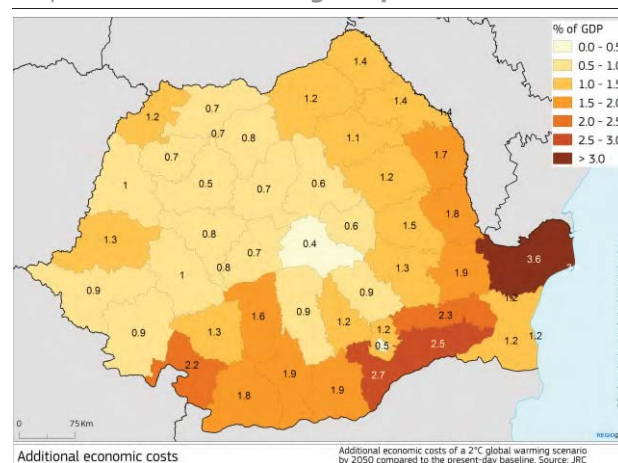 % of GDP
0.0 - 0.5
0.5 - 1.0
1.0 - 1.5
1.5 - 2.0
2.0 - 2.5
2.5 - 3.0
> 3.0
1.4
1.2 0.7 1.2 1.4 1.4
0.7 0.8 1.1
1.7
0.7
1 0.5 0.7 0.6 1.2
1.8
0.6 1.5
1.3 0.8 0.7 0.4
1 0.8 1.3 1.9 3.6
0.9 0.9 1.2
0.9 1.3 1.6 0.9 1.2 1.2 2.3
0.5 2.5 1.2 1.2
2.2 2.7
1.8 1.9 1.9
0 75 Km
Additional economic costs
Additional economic costs of a 2°C global warming scenario
by 2050 compared to the present-day baseline. Source: JRC